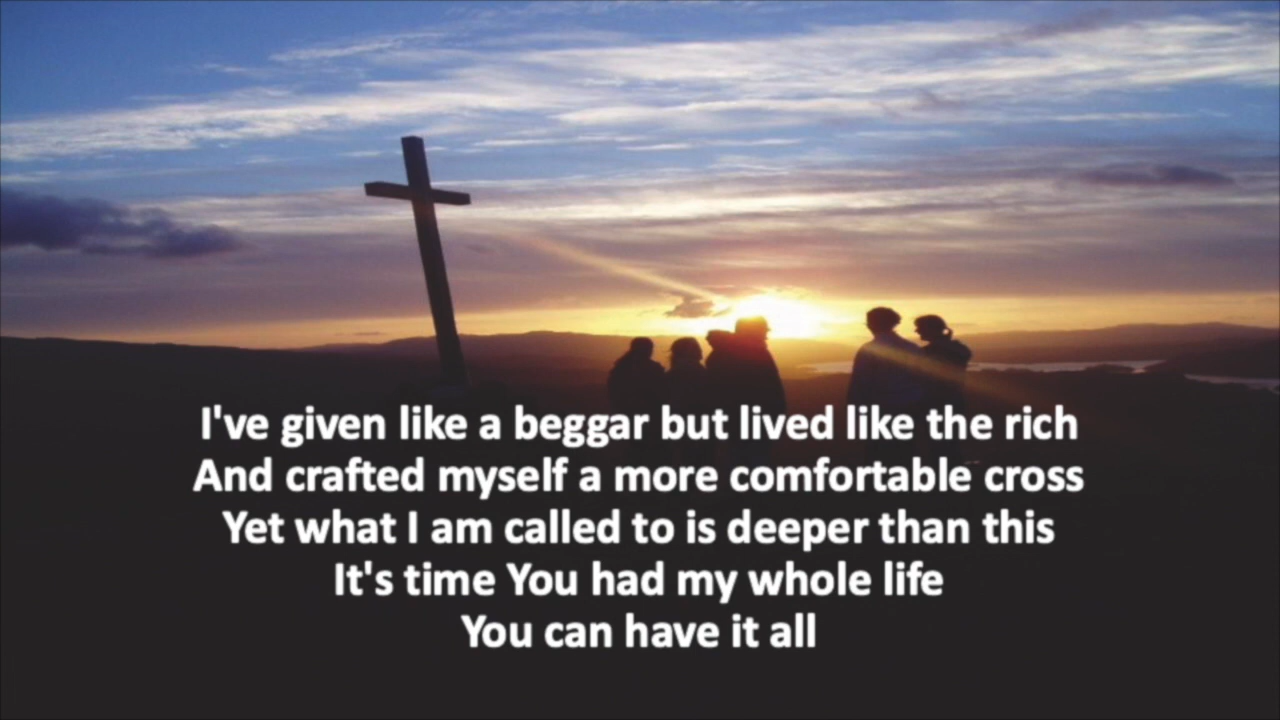 I've given like a beggar but lived like the rich
And crafted myself a more comfortable cross
Yet what I am called to is deeper than this
It's time You had my whole life
You can have it all